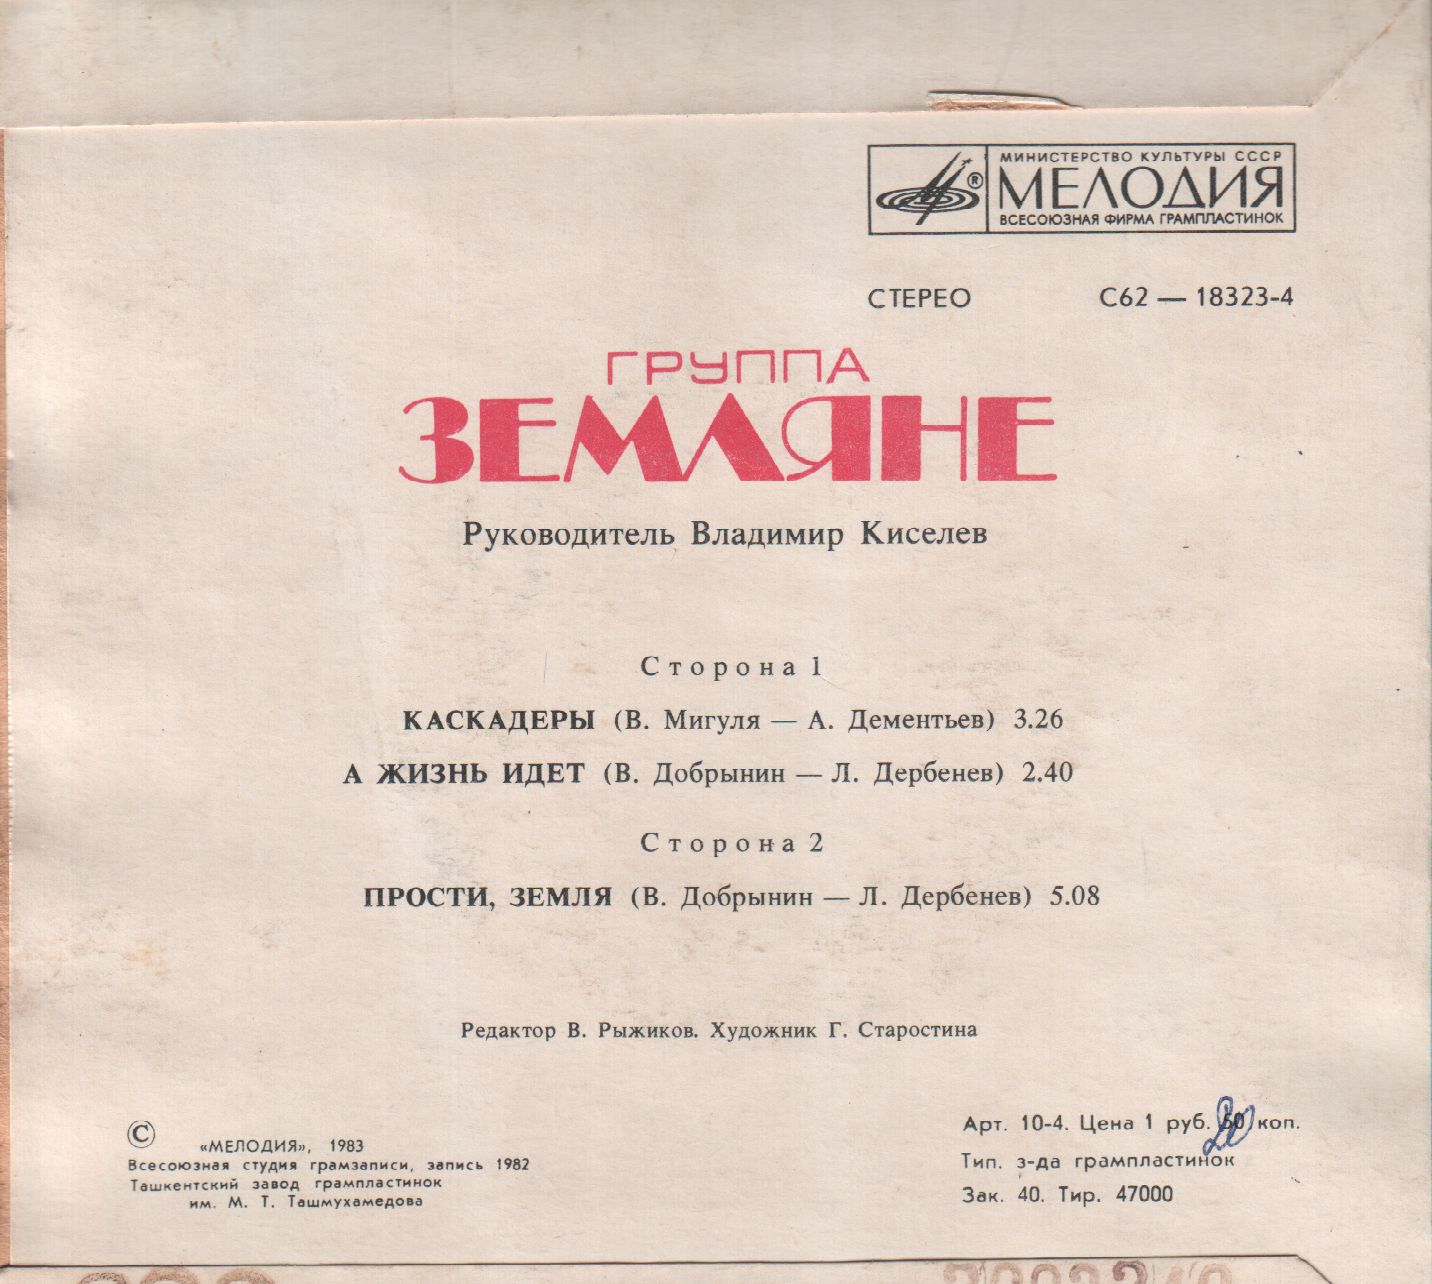 МИНИСТЕРСТВО КУЛЬТУРЫ СССР
МЕЛОДИЯ
ВСЕСОЮЗНАЯ ФИРМА ГРАМПЛАСТИНОК
®
СТЕРЕО С62 — 18323-4
ГРУППА
ЗЕМЛЯНЕ
Руководитель Владимир Киселев
Сторона 1
КАСКАДЕРЫ (В. Мигуля — А. Дементьев) 3.26
А ЖИЗНЬ ИДЕТ (В. Добрынин — Л. Дербенев) 2.40
Сторона 2
ПРОСТИ, ЗЕМЛЯ (В. Добрынин — Л. Дербенев) 5.08
Редактор В. Рыжиков. Художник Г. Старостина
© «МЕЛОДИЯ», 1983
Всесоюзная студия грамзаписи, запись 1982
Ташкентский завод грампластинок
им. М. Т. Ташмухамедова
Арт. 10-4. Цена 1 руб. 50 коп.
20
Тип. з-да грампластинок
Зак. 40. Тир. 47000